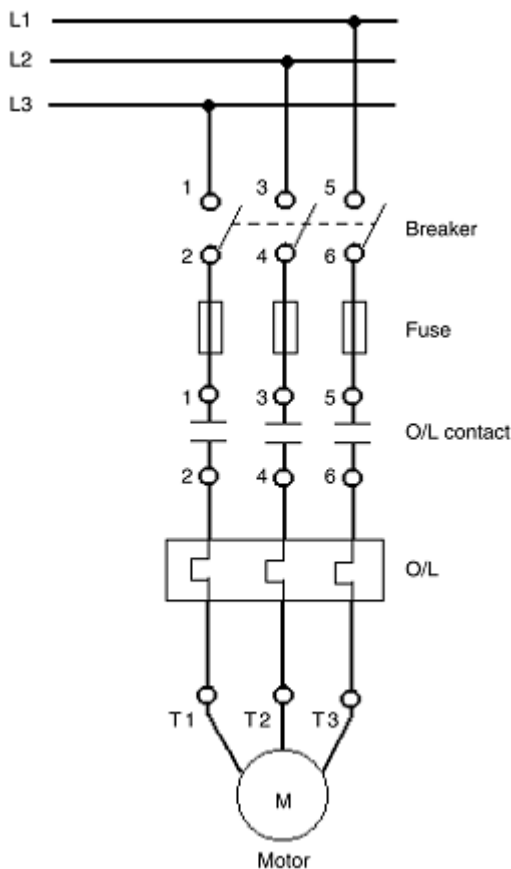 L1
L2
L3
1 3 5
Breaker
2 4 6
Fuse
1 3 5
O/L contact
2 4 6
O/L
T1 T2 T3
M
Motor